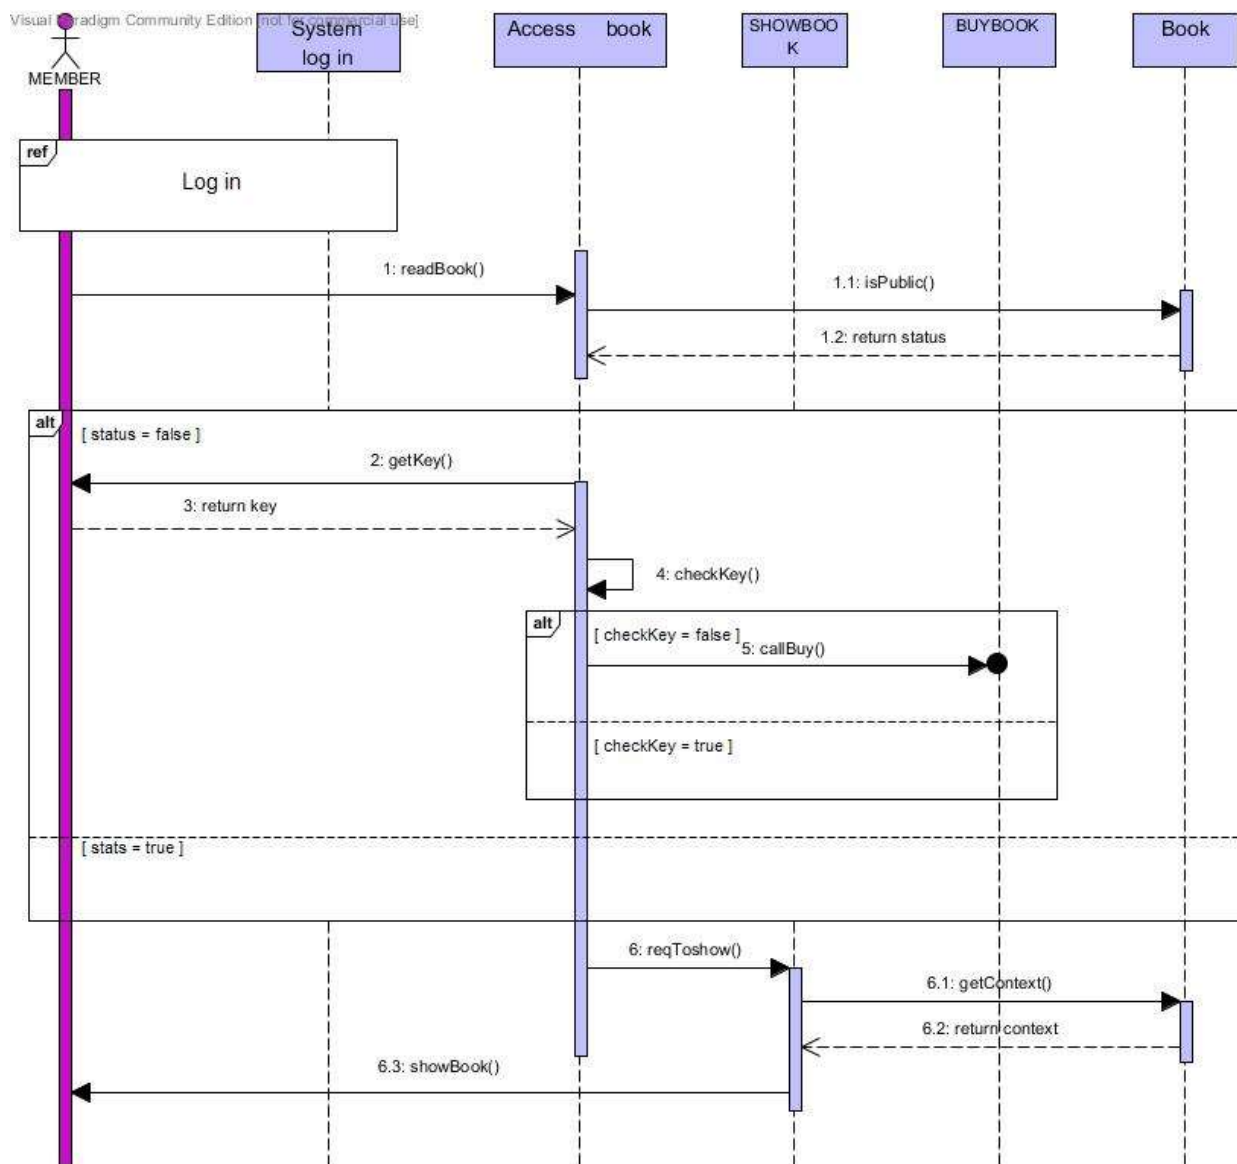 Visual Paradigm Community Edition [not for commercial use]
MEMBER
System
log in
Access book
SHOWBOO
K
BUYBOOK
Book
ref
Log in
1: readBook()
1.1: isPublic()
1.2: return status
alt
[ status = false ]
2: getKey()
3: return key
4: checkKey()
alt
[ checkKey = false ]
5: callBuy()
[ checkKey = true ]
[ stats = true ]
6: reqToshow()
6.1: getContext()
6.2: return context
6.3: showBook()